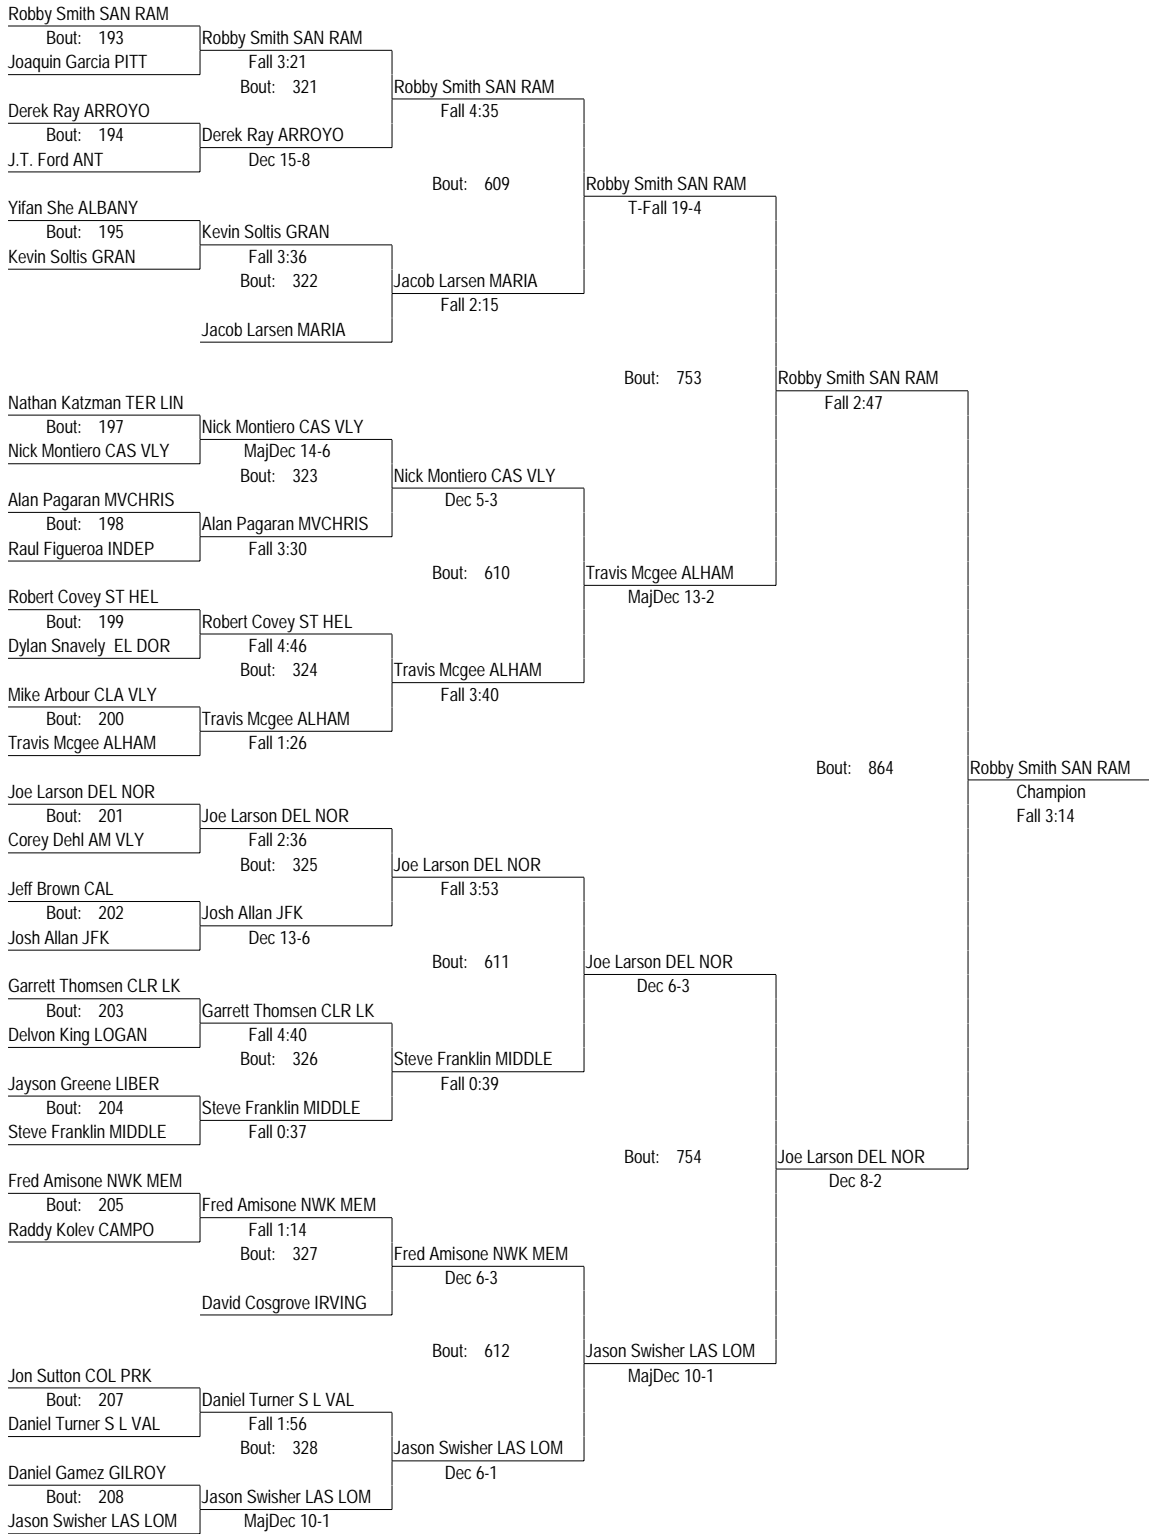 Robby Smith SAN RAM
Bout: 193
Robby Smith SAN RAM
Joaquin Garcia PITT
Fall 3:21
Bout: 321
Robby Smith SAN RAM
Derek Ray ARROYO
Fall 4:35
Bout: 194
Derek Ray ARROYO
J.T. Ford ANT
Dec 15-8
Bout: 609
Robby Smith SAN RAM
Yifan She ALBANY
T-Fall 19-4
Bout: 195
Kevin Soltis GRAN
Kevin Soltis GRAN
Fall 3:36
Bout: 322
Jacob Larsen MARIA
Fall 2:15
Jacob Larsen MARIA
Bout: 753
Robby Smith SAN RAM
Nathan Katzman TER LIN
Fall 2:47
Bout: 197
Nick Montiero CAS VLY
Nick Montiero CAS VLY
MajDec 14-6
Bout: 323
Nick Montiero CAS VLY
Alan Pagaran MVCHRIS
Dec 5-3
Bout: 198
Alan Pagaran MVCHRIS
Raul Figueroa INDEP
Fall 3:30
Bout: 610
Travis Mcgee ALHAM
Robert Covey ST HEL
MajDec 13-2
Bout: 199
Robert Covey ST HEL
Dylan Snavely EL DOR
Fall 4:46
Bout: 324
Travis Mcgee ALHAM
Mike Arbour CLA VLY
Fall 3:40
Bout: 200
Travis Mcgee ALHAM
Travis Mcgee ALHAM
Fall 1:26
Bout: 864
Robby Smith SAN RAM
Joe Larson DEL NOR
Champion
Bout: 201
Joe Larson DEL NOR
Fall 3:14
Corey Dehl AM VLY
Fall 2:36
Bout: 325
Joe Larson DEL NOR
Jeff Brown CAL
Fall 3:53
Bout: 202
Josh Allan JFK
Josh Allan JFK
Dec 13-6
Bout: 611
Joe Larson DEL NOR
Garrett Thomsen CLR LK
Dec 6-3
Bout: 203
Garrett Thomsen CLR LK
Delvon King LOGAN
Fall 4:40
Bout: 326
Steve Franklin MIDDLE
Jayson Greene LIBER
Fall 0:39
Bout: 204
Steve Franklin MIDDLE
Steve Franklin MIDDLE
Fall 0:37
Bout: 754
Joe Larson DEL NOR
Fred Amisone NWK MEM
Dec 8-2
Bout: 205
Fred Amisone NWK MEM
Raddy Kolev CAMPO
Fall 1:14
Bout: 327
Fred Amisone NWK MEM
Dec 6-3
David Cosgrove IRVING
Bout: 612
Jason Swisher LAS LOM
Jon Sutton COL PRK
MajDec 10-1
Bout: 207
Daniel Turner S L VAL
Daniel Turner S L VAL
Fall 1:56
Bout: 328
Jason Swisher LAS LOM
Daniel Gamez GILROY
Dec 6-1
Bout: 208
Jason Swisher LAS LOM
Jason Swisher LAS LOM
MajDec 10-1